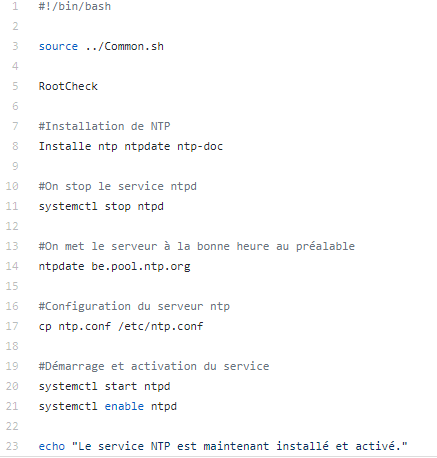 1 #!/bin/bash
2
3 source ../Common.sh
4
5 RootCheck
6
7 #Installation de NTP
8 Installe ntp ntpdate ntp-doc
9
10 #On stop le service ntpd
11 systemctl stop ntpd
12
13 #On met le serveur à la bonne heure au préalable
14 ntpdate be.pool.ntp.org
15
16 #Configuration du serveur ntp
17 cp ntp.conf /etc/ntp.conf
18
19 #Démarrage et activation du service
20 systemctl start ntpd
21 systemctl enable ntpd
22
23 echo "Le service NTP est maintenant installé et activé."